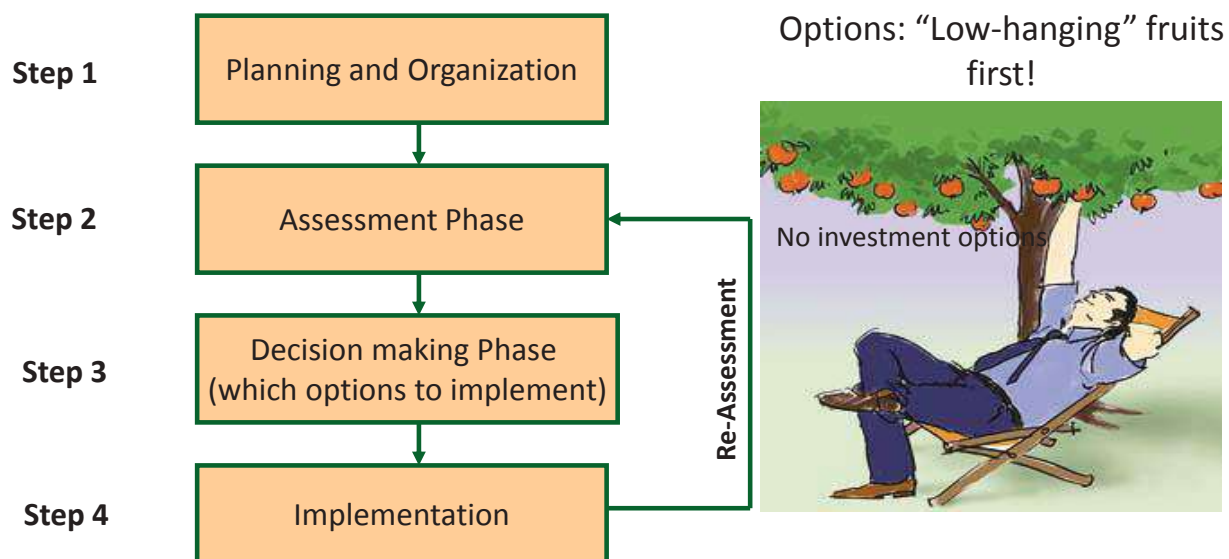 Step 1
Planning and Organization
Step 2
Assessment Phase
Step 3
Decision making Phase
(which options to implement)
Step 4
Implementation
Re-Assessment
Options: “Low-hanging” fruits
first!
No investment options